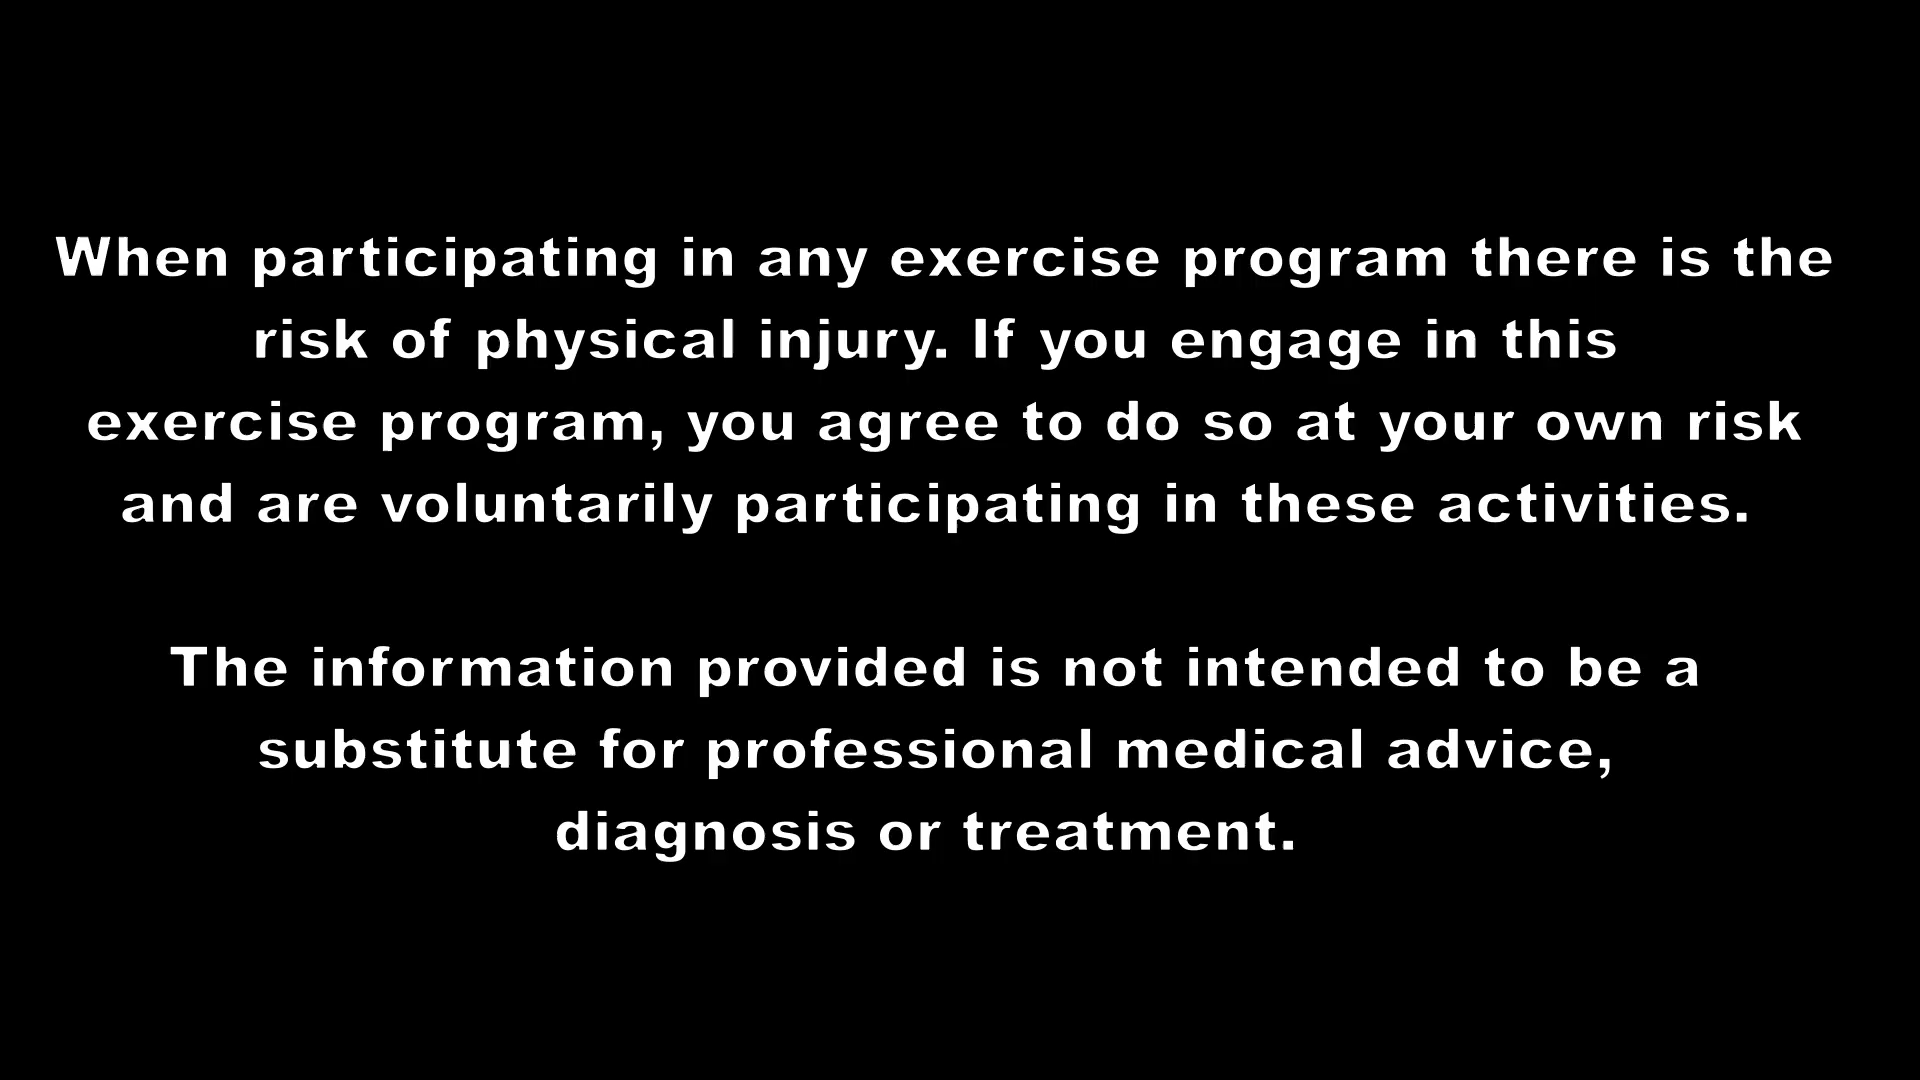 When participating in any exercise program there is the
risk of physical injury. If you engage in this
exercise program, you agree to do so at your own risk
and are voluntarily participating in these activities.
The information provided is not intended to be a
substitute for professional medical advice,
diagnosis or treatment.